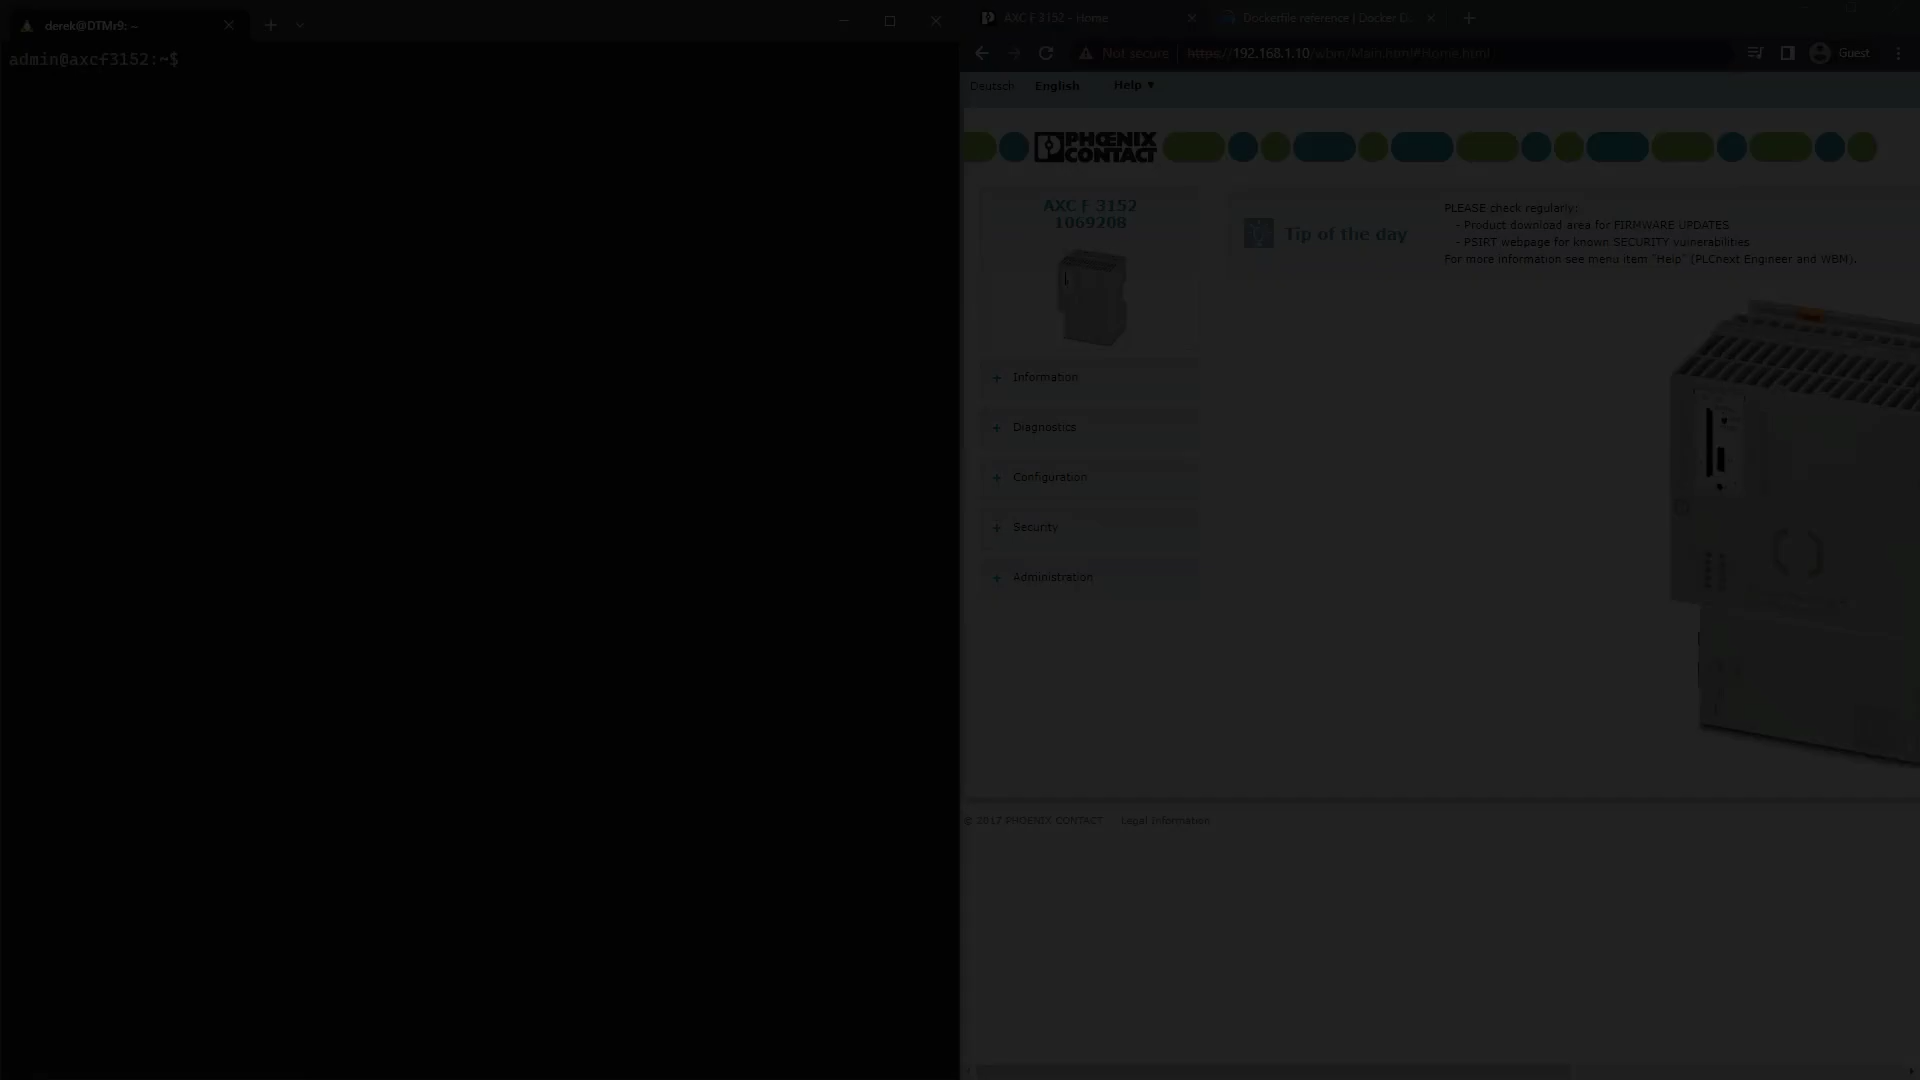 derek@DTMr9: ~
admin@axcf3152:~$
AXC F 3152 - Home
Dockerfile reference | Docker D
Not secure
https://192.168.1.10/wbm/Main.html#Home.html
Guest
Deutsch
English
Help ▼
PHŒNIX
CONTACT
AXC F 3152
1069208
+ Information
+ Diagnostics
+ Configuration
+ Security
+ Administration
Tip of the day
PLEASE check regularly:
- Product download area for FIRMWARE UPDATES
- PSIRT webpage for known SECURITY vulnerabilities
For more information see menu item "Help" (PLCnext Engineer and WBM).
© 2017 PHOENIX CONTACT
Legal Information